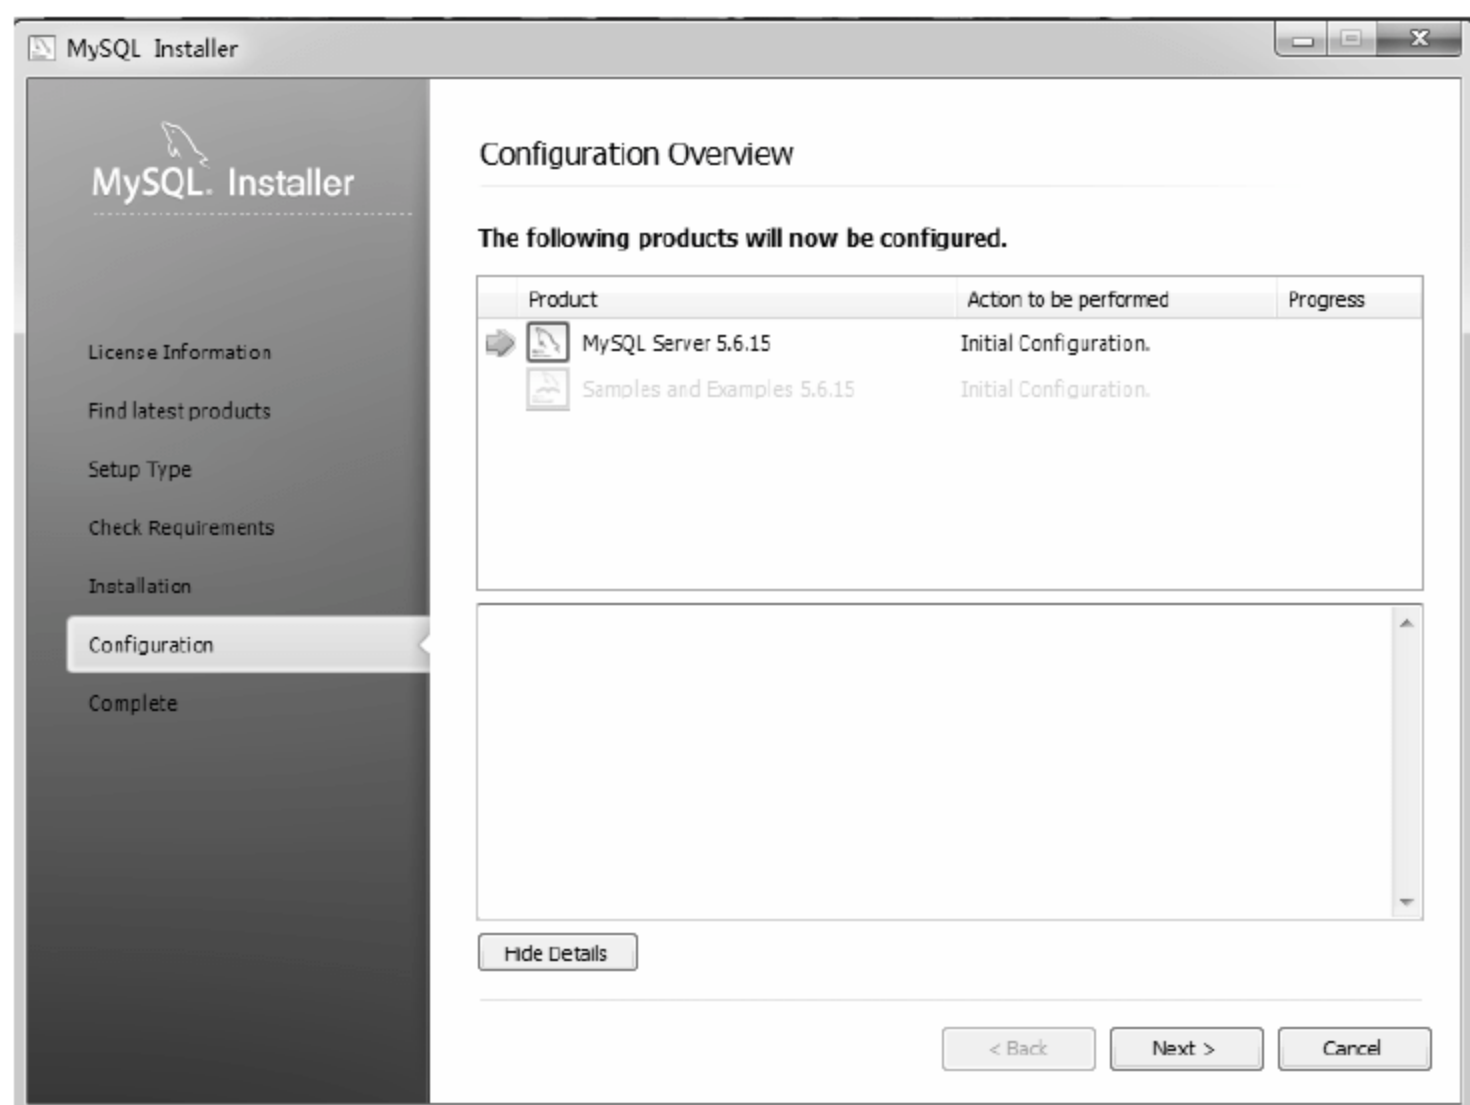 MySQL Installer
MySQL. Installer
License Information
Find latest products
Setup Type
Check Requirements
Installation
Configuration
Complete
Configuration Overview
The following products will now be configured.
Product Action to be performed Progress
MySQL Server 5.6.15 Initial Configuration.
Samples and Examples 5.6.15 Initial Configuration.
Hide Details
< Back Next > Cancel